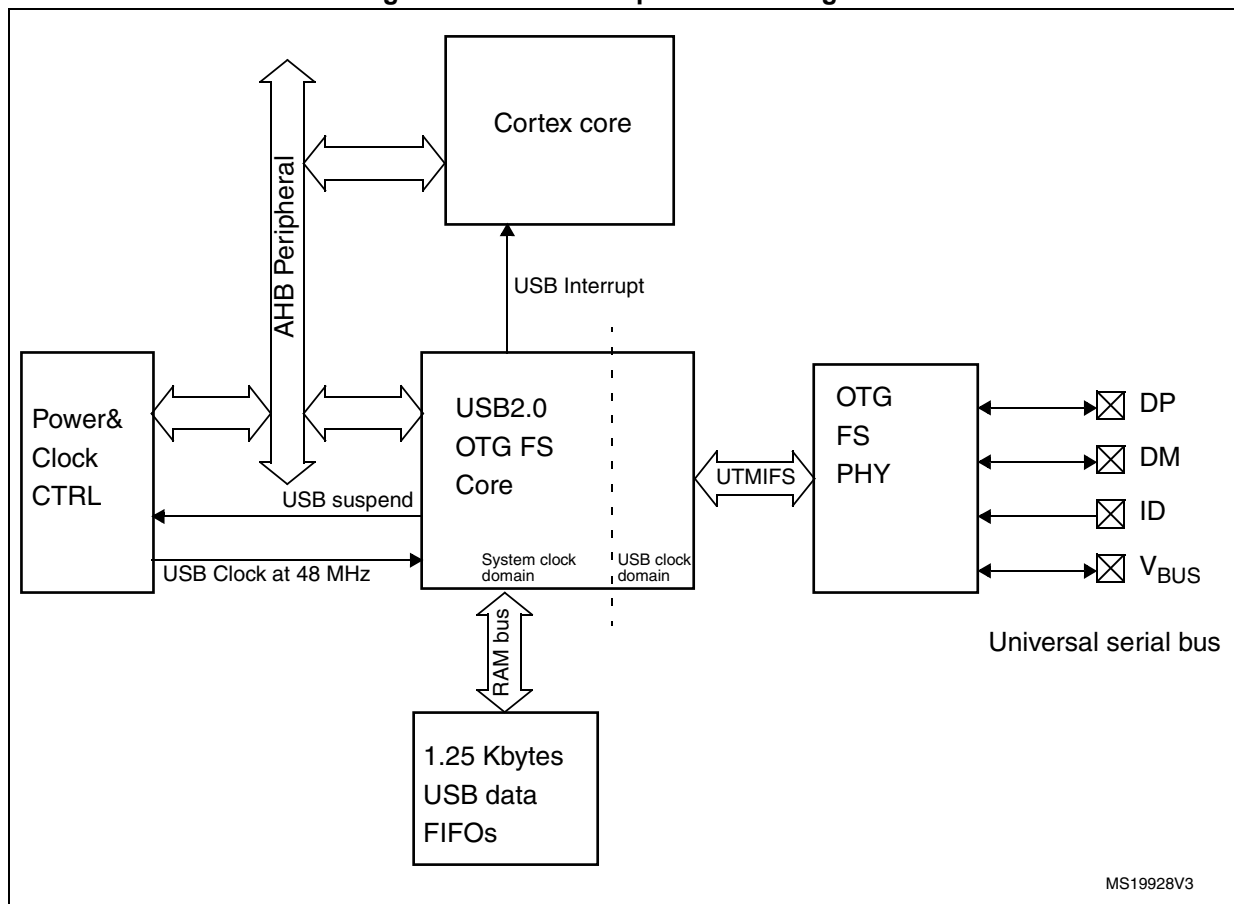 Cortex core
AHB Peripheral
USB Interrupt
Power&
Clock
CTRL
USB2.0
OTG FS
Core
OTG
FS
PHY
UTMIFS
DP
DM
ID
VBUS
USB suspend
USB Clock at 48 MHz
System clock
domain
USB clock
domain
Universal serial bus
RAM bus
1.25 Kbytes
USB data
FIFOs
MS19928V3